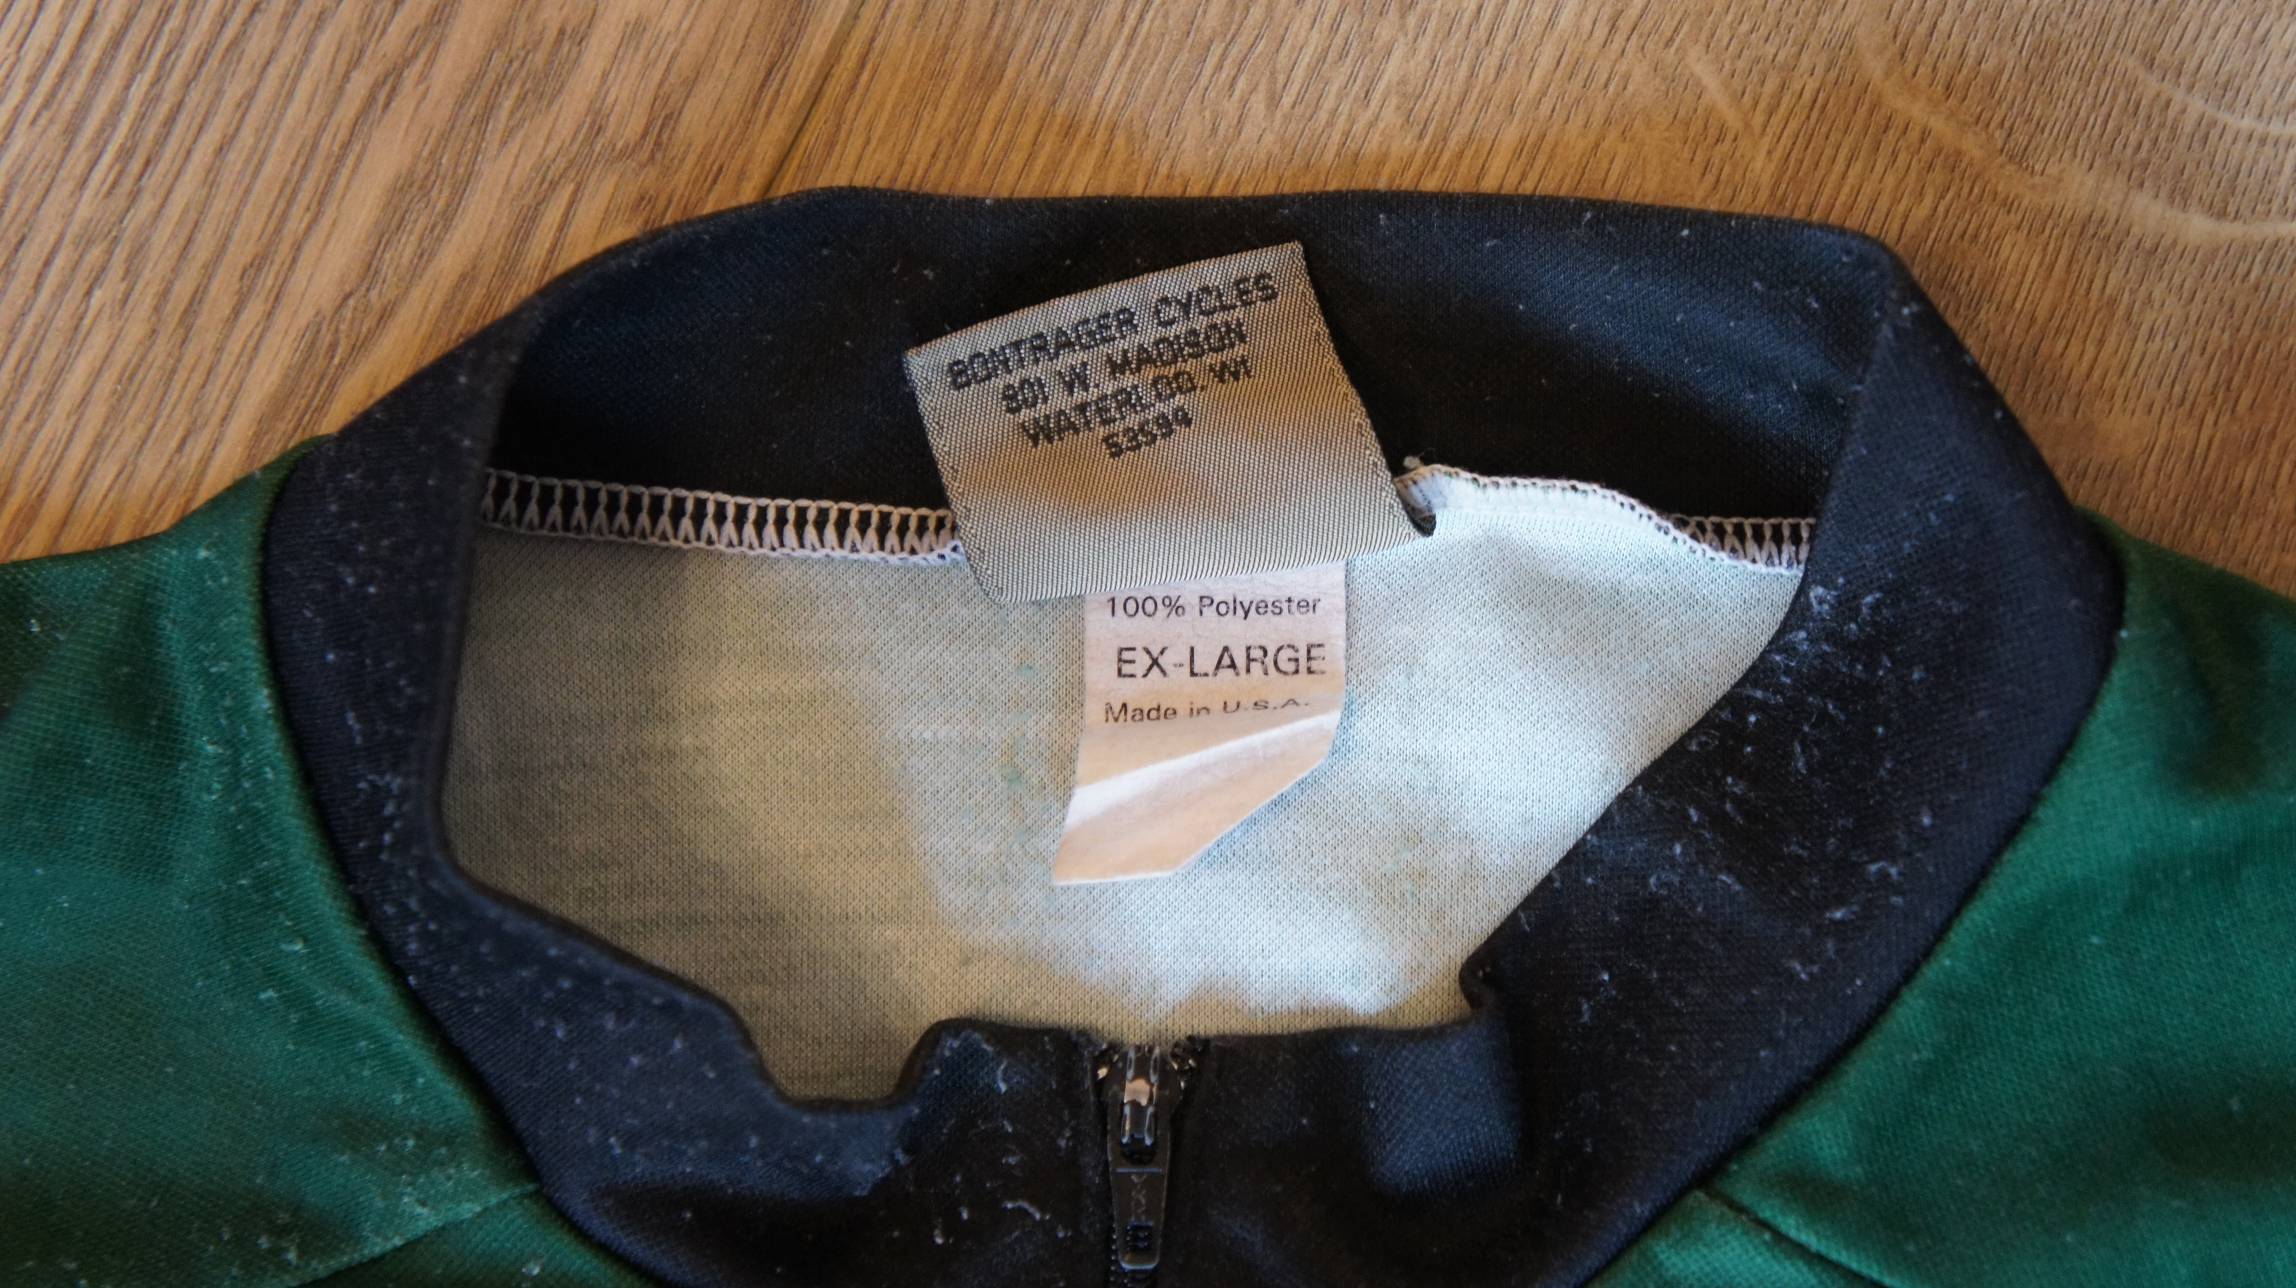 BONTRAGER CYCLES
801 W. MADISON
WATERLOO, WI
53594
100% Polyester
EX-LARGE
Made in U.S.A.